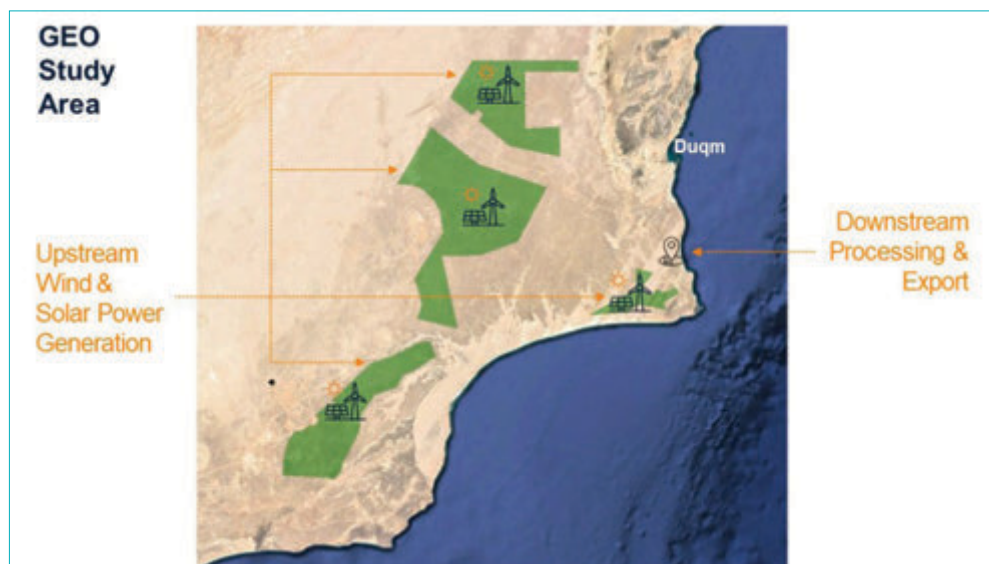 GEO
Study
Area
Duqm
Upstream
Wind &
Solar Power
Generation
Downstream
Processing &
Export